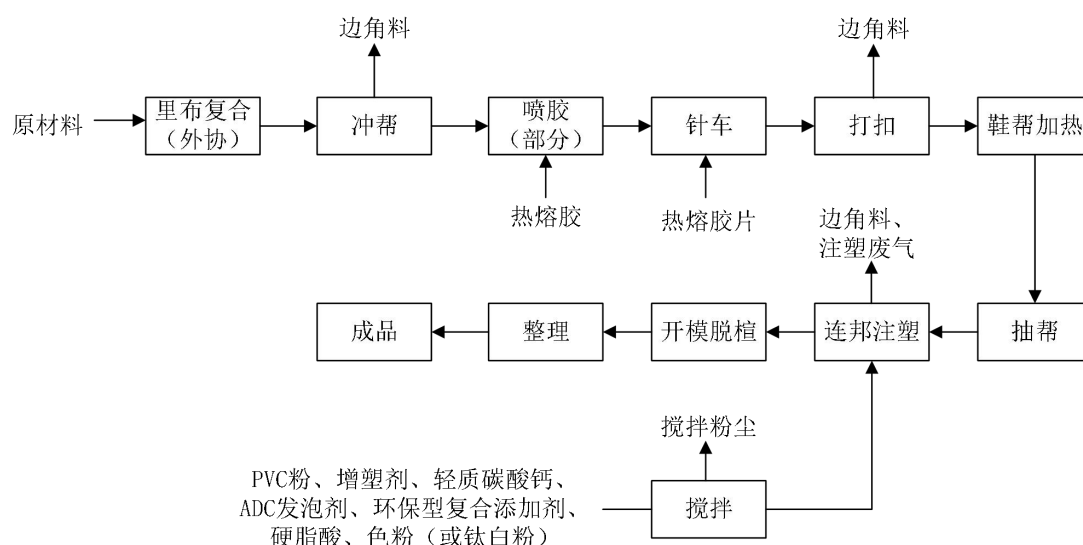 边角料
边角料
原材料
里布复合
（外协）
冲帮
喷胶
（部分）
针车
打扣
鞋帮加热
热熔胶
热熔胶片
边角料、
注塑废气
成品
整理
开模脱楦
连邦注塑
抽帮
搅拌粉尘
PVC粉、增塑剂、轻质碳酸钙、
ADC发泡剂、环保型复合添加剂、
硬脂酸、色粉（或钛白粉）
搅拌